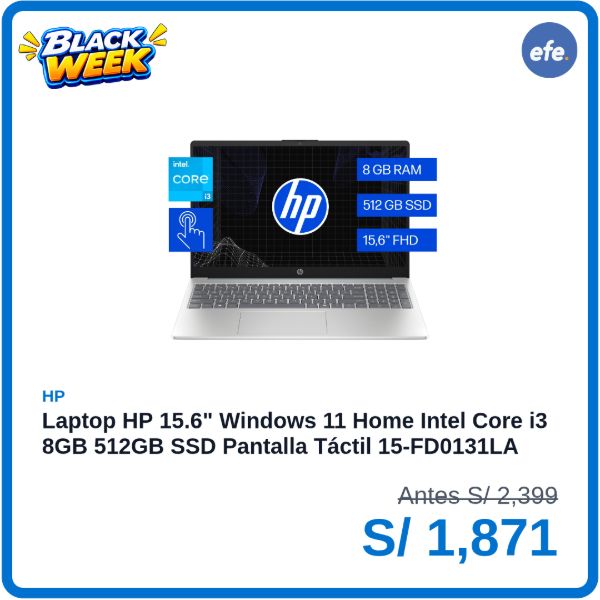 BLACK
WEEK
efe.
intel.
CORE
i3
hp
8 GB RAM
512 GB SSD
15,6" FHD
HP
Laptop HP 15.6" Windows 11 Home Intel Core i3
8GB 512GB SSD Pantalla Táctil 15-FD0131LA
Antes S/ 2,399
S/ 1,871